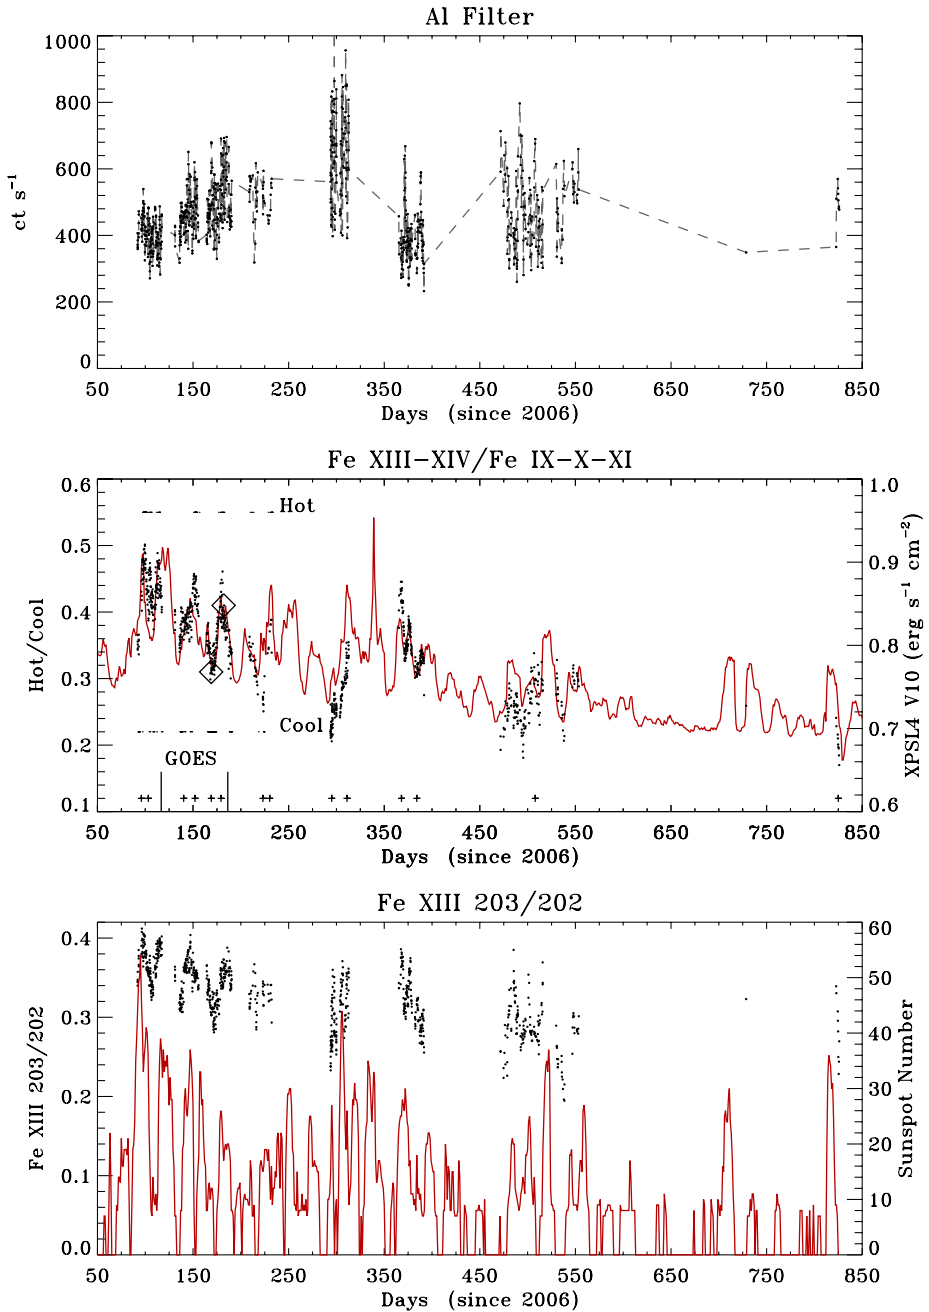 Al Filter
1000
800
600
400
200
0
ct s⁻¹
50 150 250 350 450 550 650 750 850
Days (since 2006)
Fe XIII−XIV/Fe IX−X−XI
0.6
0.5
0.4
0.3
0.2
0.1
Hot/Cool
Hot
Cool
GOES
1.0
0.9
0.8
0.7
0.6
XPSL4 V10 (erg s⁻¹ cm⁻²)
50 150 250 350 450 550 650 750 850
Days (since 2006)
Fe XIII 203/202
0.4
0.3
0.2
0.1
0.0
Fe XIII 203/202
60
50
40
30
20
10
0
Sunspot Number
50 150 250 350 450 550 650 750 850
Days (since 2006)